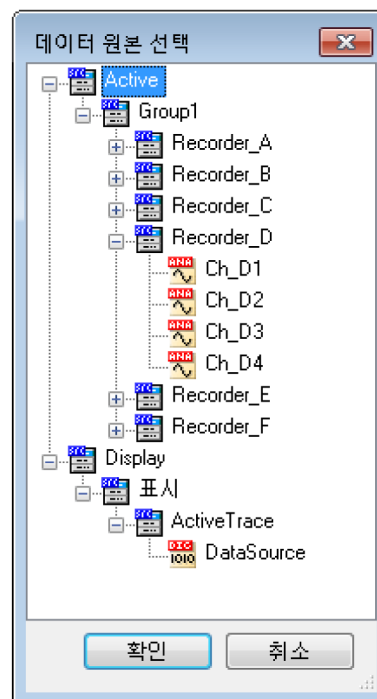 데이터 원본 선택
Active
Group1
Recorder_A
Recorder_B
Recorder_C
Recorder_D
Ch_D1
Ch_D2
Ch_D3
Ch_D4
Recorder_E
Recorder_F
Display
표시
ActiveTrace
DataSource
확인 취소